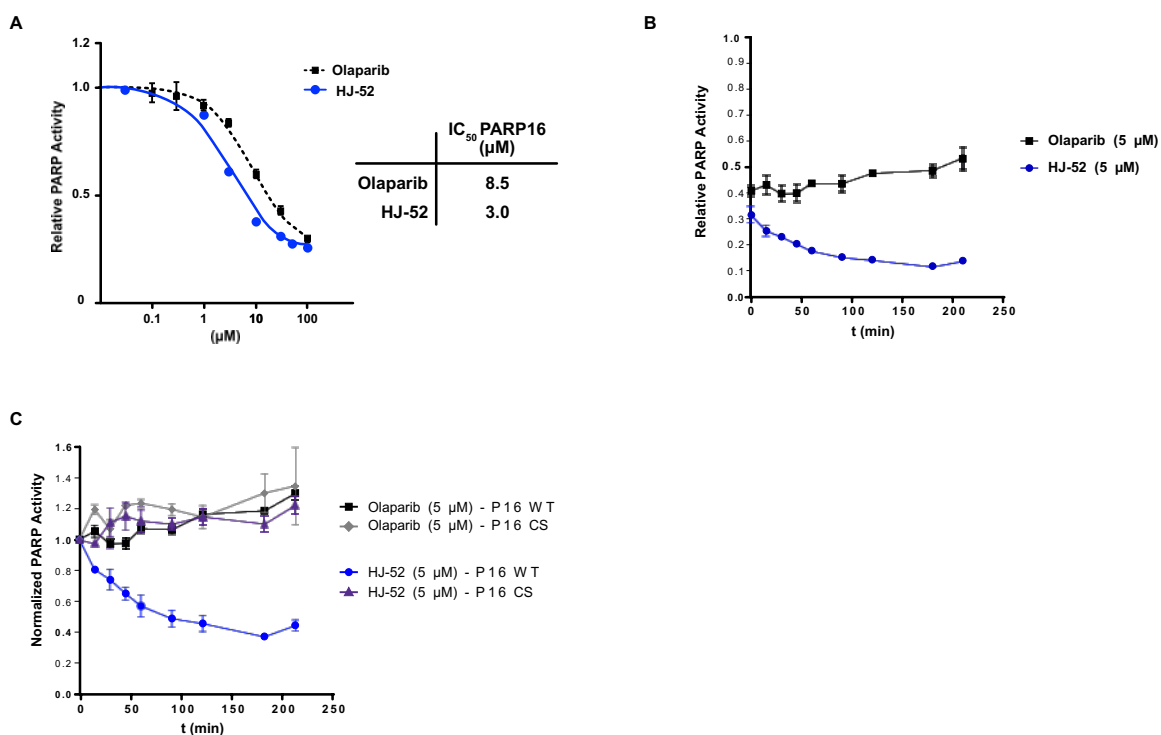 A
1.2
1.0
0.5
0
Relative PARP Activity
0.1
1
10
100
(µM)
Olaparib
HJ-52
IC50 PARP16
(µM)
Olaparib 8.5
HJ-52 3.0
B
1.0
0.9
0.8
0.7
0.6
0.5
0.4
0.3
0.2
0.1
0.0
Relative PARP Activity
0 50 100 150 200 250
t (min)
Olaparib (5 µM)
HJ-52 (5 µM)
C
1.6
1.4
1.2
1.0
0.8
0.6
0.4
0.2
0.0
Normalized PARP Activity
0 50 100 150 200 250
t (min)
Olaparib (5 µM) - P16 WT
Olaparib (5 µM) - P16 CS
HJ-52 (5 µM) - P16 WT
HJ-52 (5 µM) - P16 CS